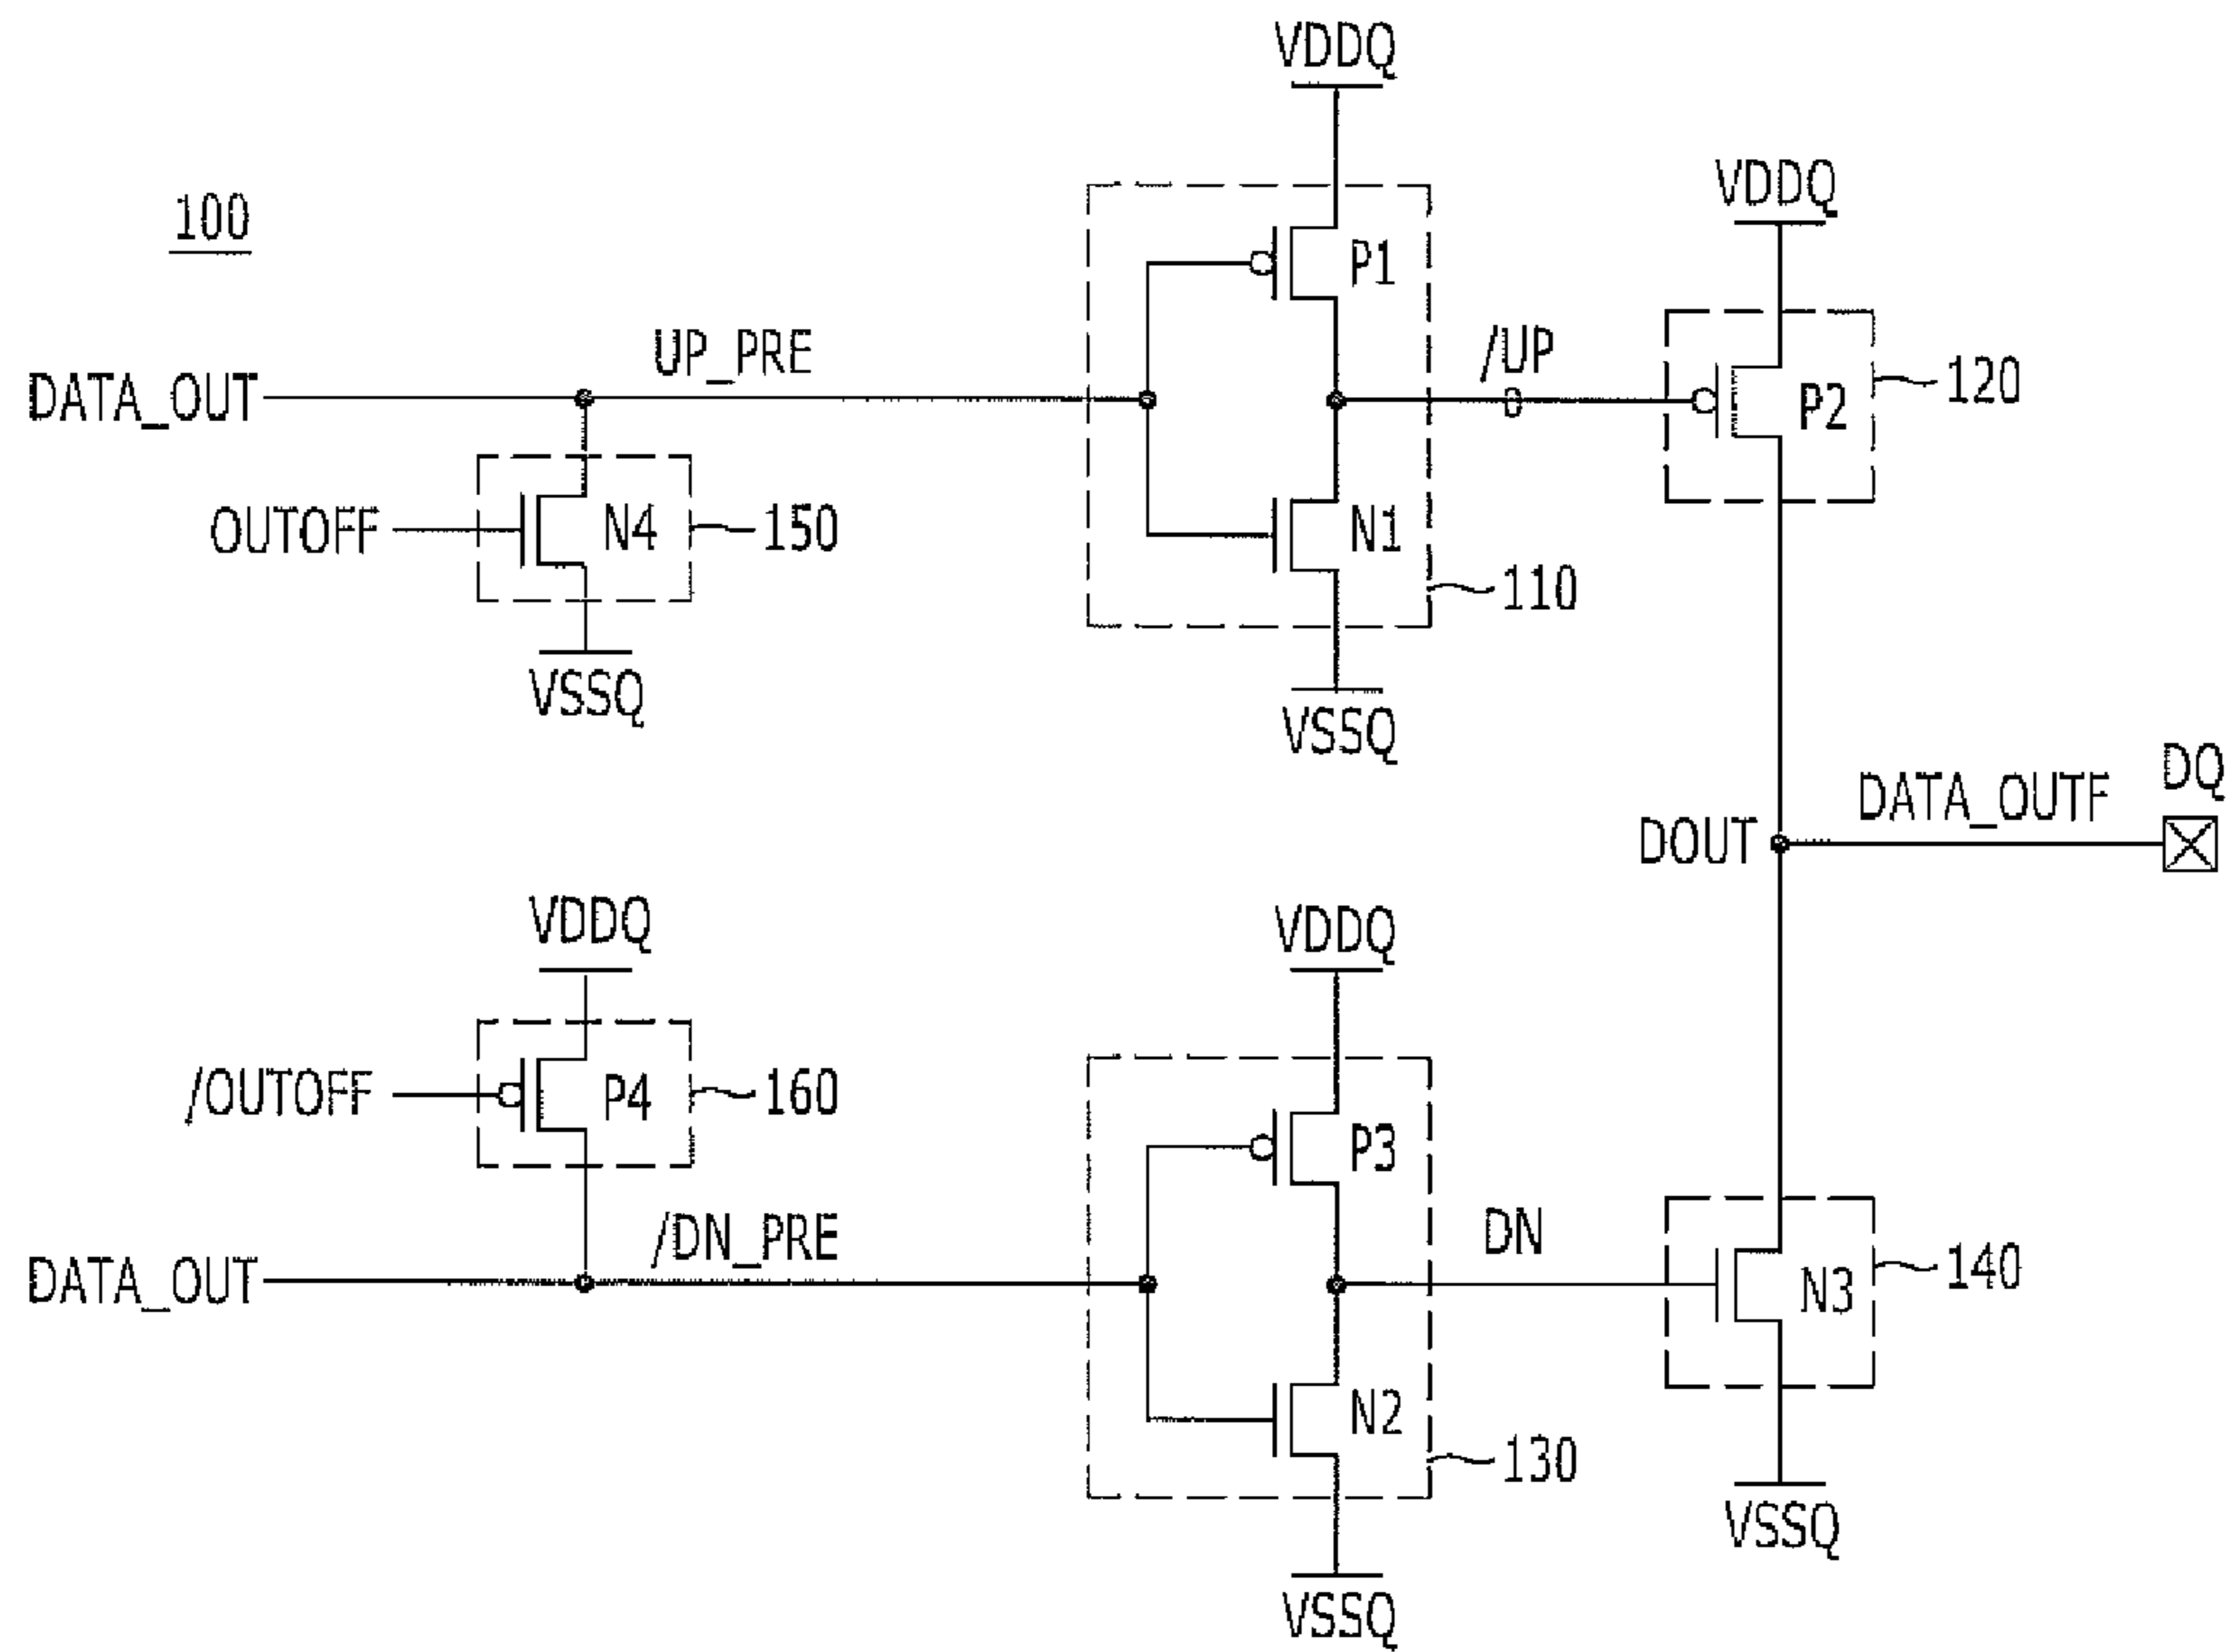 VDDQ
VDDQ
100
P1
UP_PRE
/UP
0
DATA_OUT
P2
120
OUTOFF
N4
150
N1
110
VSSQ
VSSQ
DQ
DATA_OUTF
DOUT
VDDQ
VDDQ
/OUTOFF
P4
160
P3
/DN_PRE
DN
DATA_OUT
N3
140
N2
130
VSSQ
VSSQ